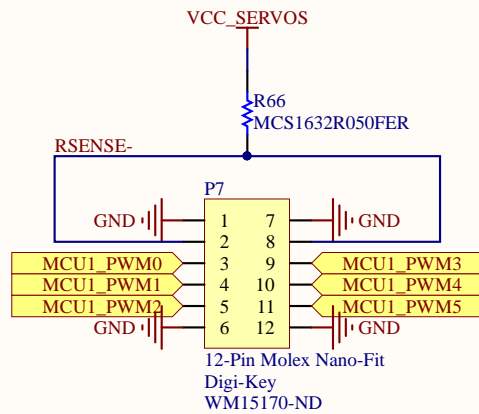 VCC_SERVOS
R66
MCS1632R050FER
RSENSE-
P7
GND 1 7 GND
2 8
MCU1_PWM0 3 9 MCU1_PWM3
MCU1_PWM1 4 10 MCU1_PWM4
MCU1_PWM2 5 11 MCU1_PWM5
GND 6 12 GND
12-Pin Molex Nano-Fit
Digi-Key
WM15170-ND